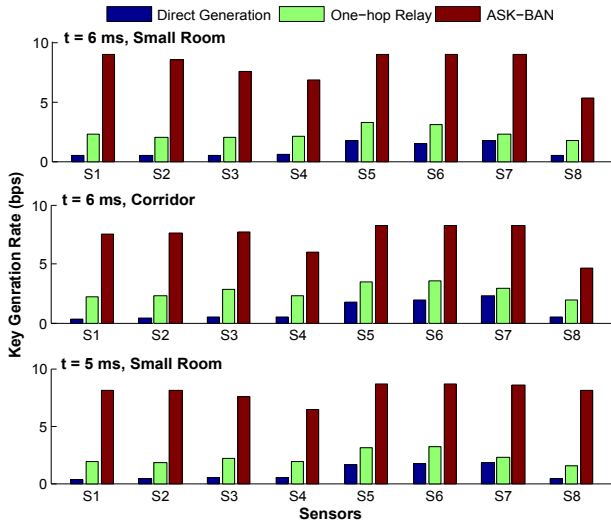 Direct Generation One-hop Relay ASK-BAN
t = 6 ms, Small Room
10
5
0
S1 S2 S3 S4 S5 S6 S7 S8
t = 6 ms, Corridor
10
5
0
S1 S2 S3 S4 S5 S6 S7 S8
t = 5 ms, Small Room
10
5
0
S1 S2 S3 S4 S5 S6 S7 S8
Key Genration Rate (bps)
Sensors